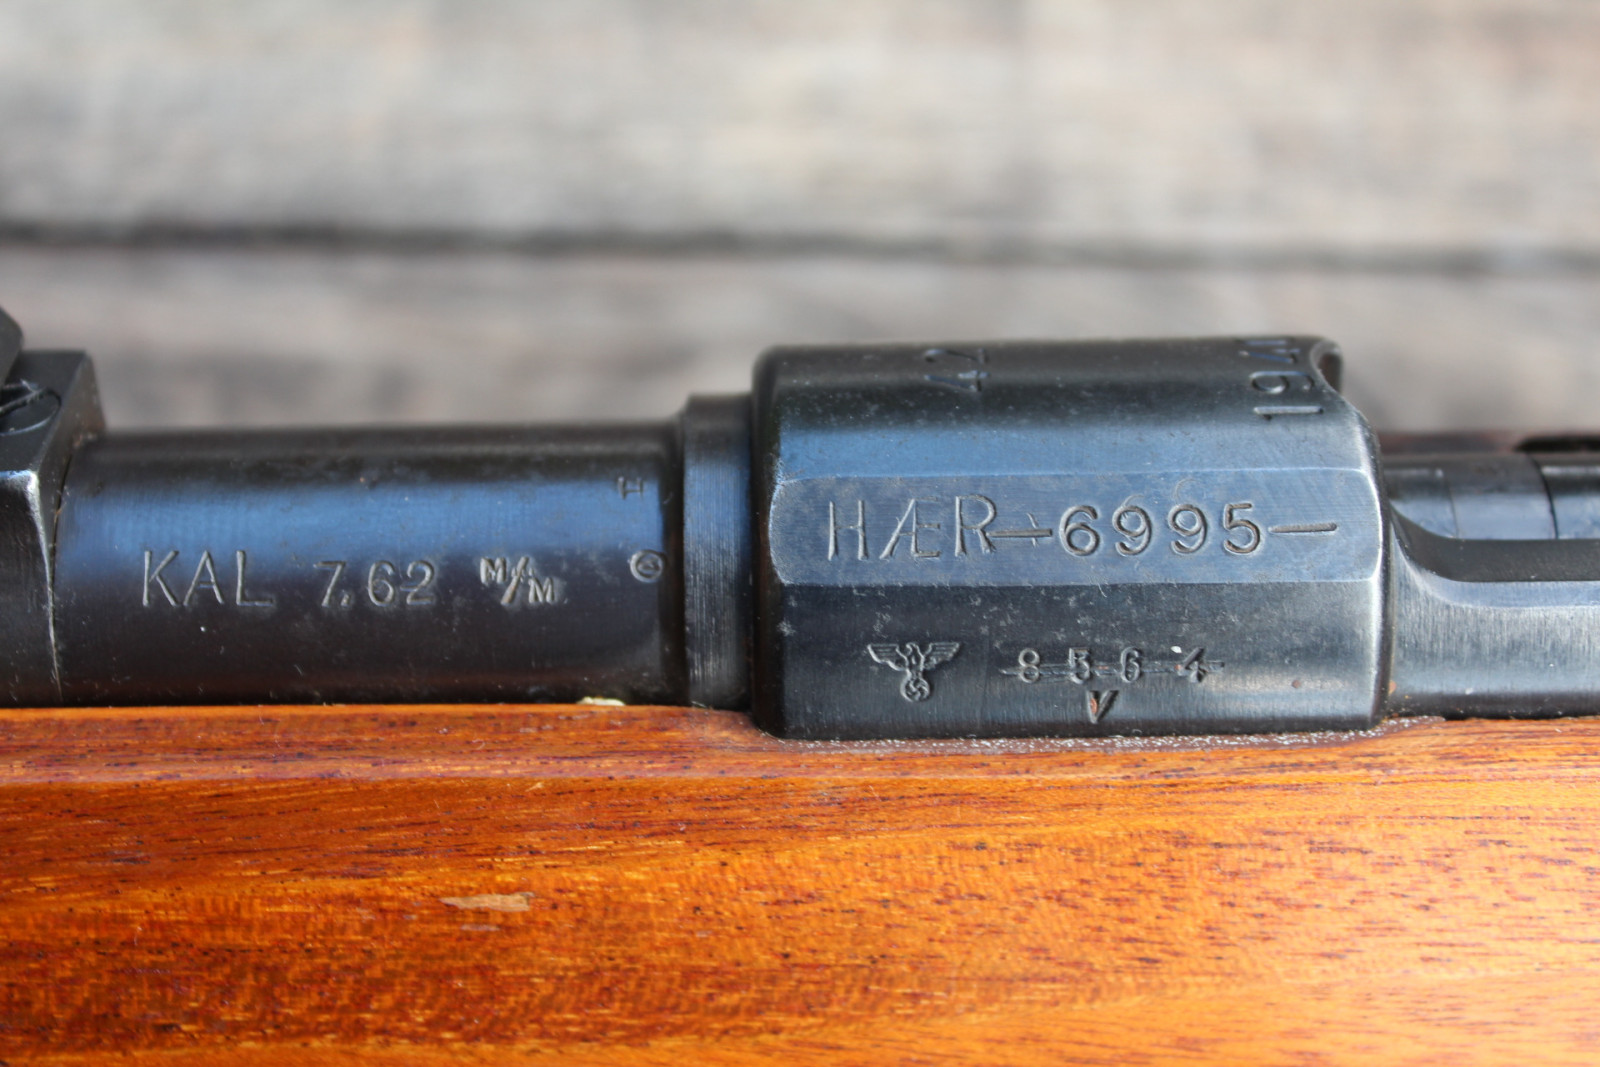 42
1941
H
HÆR-6995-
KAL 7,62 M/M
8564
V